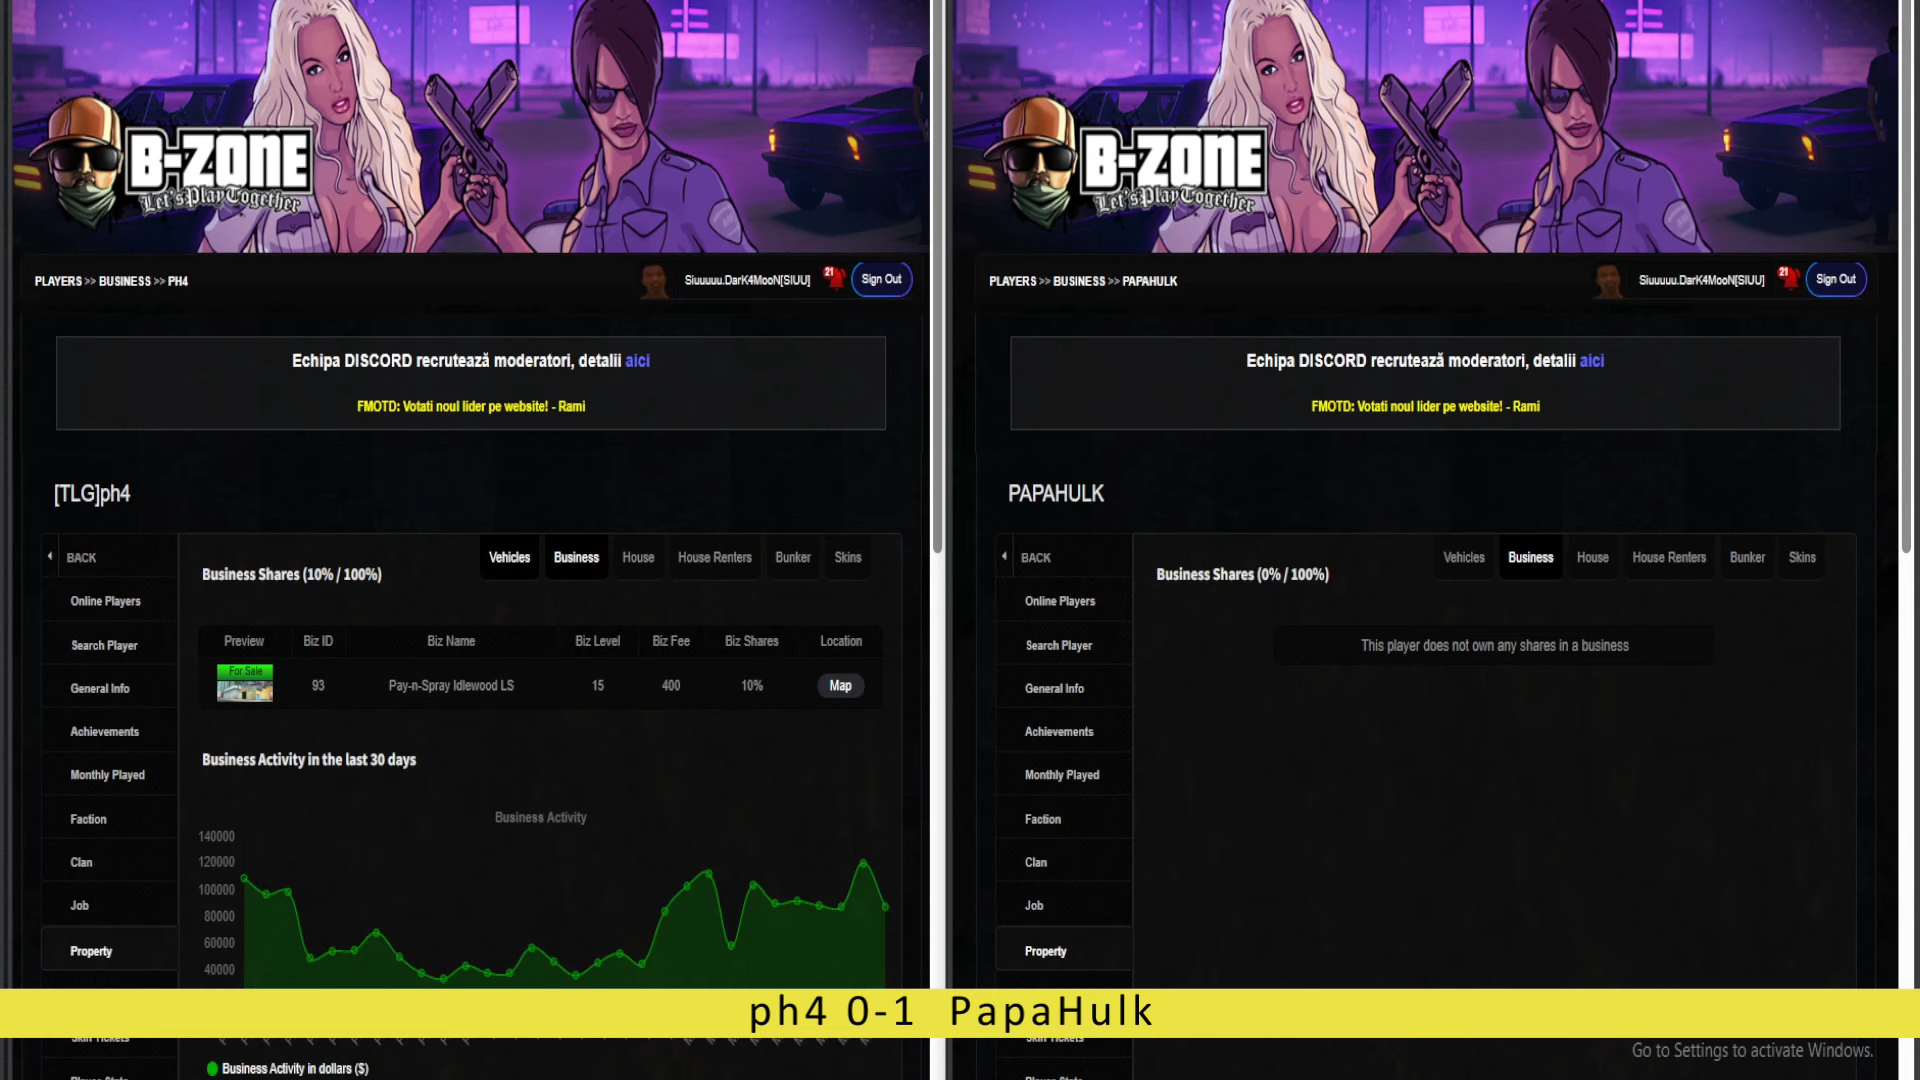 B-ZONE
Let's Play Together
PLAYERS >> BUSINESS >> PH4
Siuuuuu.DarK4MooN[SIUU]
21
Sign Out
Echipa DISCORD recrutează moderatori, detalii aici
FMOTD: Votati noul lider pe website! - Rami
[TLG]ph4
BACK
Online Players
Search Player
General Info
Achievements
Monthly Played
Faction
Clan
Job
Property
Skin Tickets
Vehicles
Business
House
House Renters
Bunker
Skins
Business Shares (10% / 100%)
Preview Biz ID Biz Name Biz Level Biz Fee Biz Shares Location
For Sale
93 Pay-n-Spray Idlewood LS 15 400 10% Map
Business Activity in the last 30 days
Business Activity
140000
120000
100000
80000
60000
40000
Business Activity in dollars ($)
B-ZONE
Let's Play Together
PLAYERS >> BUSINESS >> PAPAHULK
Siuuuuu.DarK4MooN[SIUU]
21
Sign Out
Echipa DISCORD recrutează moderatori, detalii aici
FMOTD: Votati noul lider pe website! - Rami
PAPAHULK
BACK
Online Players
Search Player
General Info
Achievements
Monthly Played
Faction
Clan
Job
Property
Skin Tickets
Vehicles
Business
House
House Renters
Bunker
Skins
Business Shares (0% / 100%)
This player does not own any shares in a business
ph4 0-1 PapaHulk
Go to Settings to activate Windows.